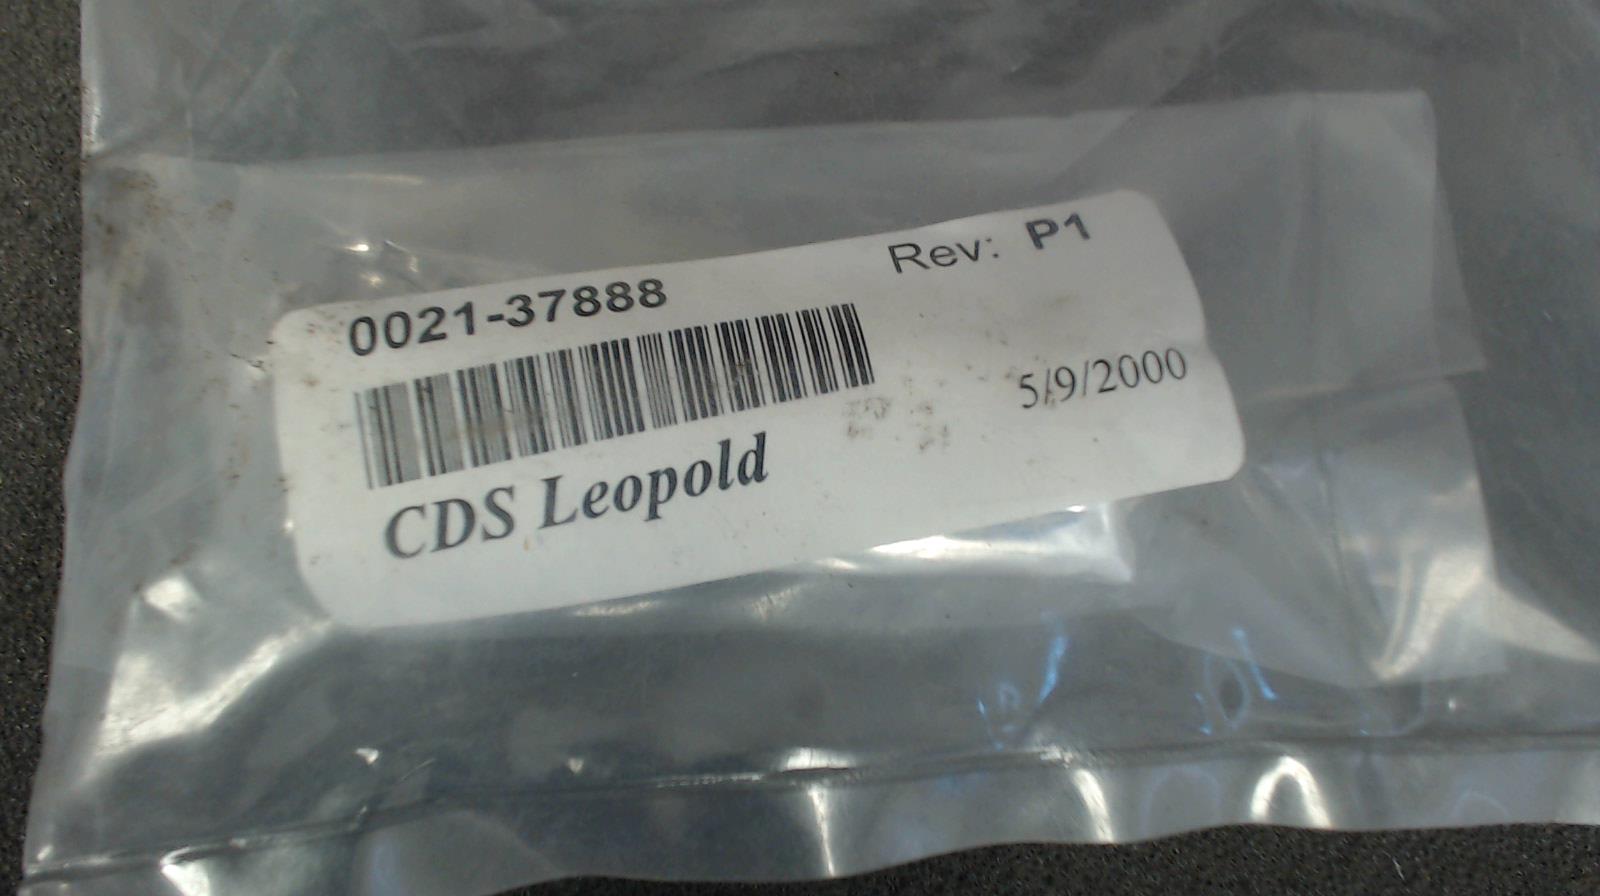 0021-37888
Rev: P1
5/9/2000
CDS Leopold